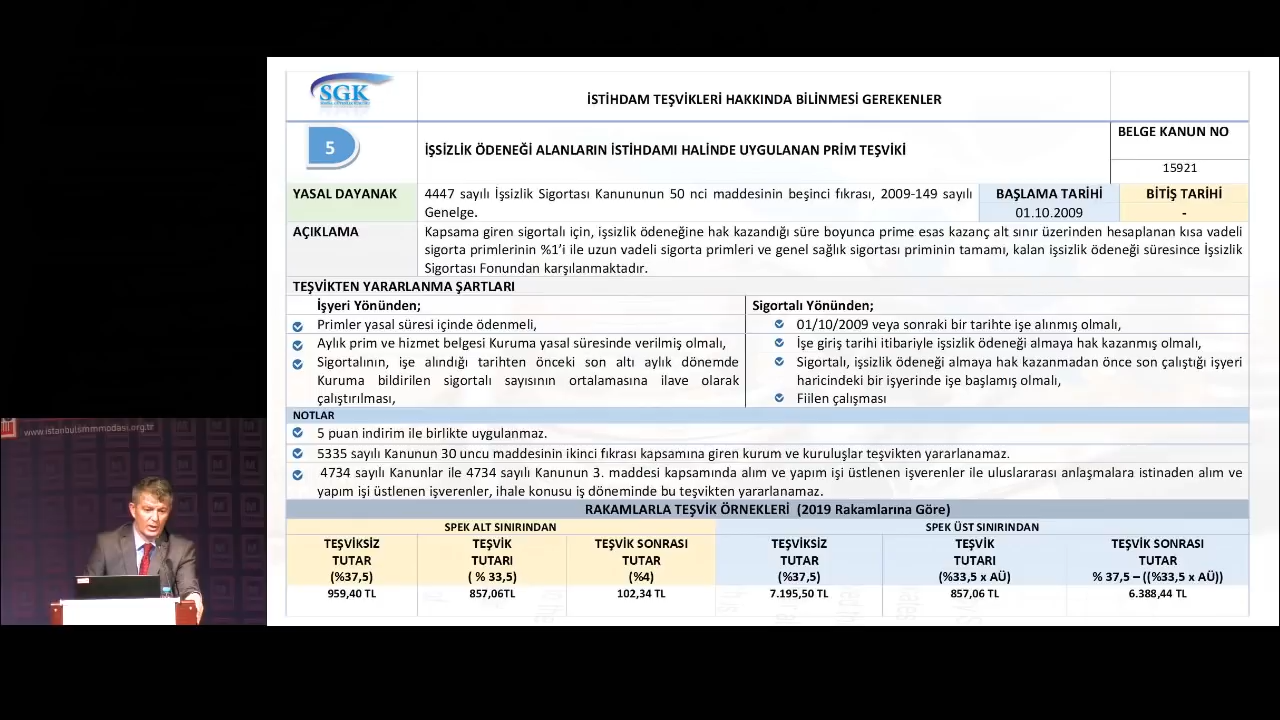 SGK
İSTİHDAM TEŞVİKLERİ HAKKINDA BİLİNMESİ GEREKENLER
5
İŞSİZLİK ÖDENEĞİ ALANLARIN İSTİHDAMI HALİNDE UYGULANAN PRİM TEŞVİKİ
BELGE KANUN NO
15921
YASAL DAYANAK
4447 sayılı İşsizlik Sigortası Kanununun 50 nci maddesinin beşinci fıkrası, 2009-149 sayılı
Genelge.
BAŞLAMA TARİHİ
01.10.2009
BİTİŞ TARİHİ
-
AÇIKLAMA
Kapsama giren sigortalı için, işsizlik ödeneğine hak kazandığı süre boyunca prime esas kazanç alt sınır üzerinden hesaplanan kısa vadeli
sigorta primlerinin %1’i ile uzun vadeli sigorta primleri ve genel sağlık sigortası priminin tamamı, kalan işsizlik ödeneği süresince İşsizlik
Sigortası Fonundan karşılanmaktadır.
TEŞVİKTEN YARARLANMA ŞARTLARI
İşyeri Yönünden;
Primler yasal süresi içinde ödenmeli,
Aylık prim ve hizmet belgesi Kuruma yasal süresinde verilmiş olmalı,
Sigortalının, işe alındığı tarihten önceki son altı aylık dönemde
Kuruma bildirilen sigortalı sayısının ortalamasına ilave olarak
çalıştırılması,
Sigortalı Yönünden;
01/10/2009 veya sonraki bir tarihte işe alınmış olmalı,
İşe giriş tarihi itibariyle işsizlik ödeneği almaya hak kazanmış olmalı,
Sigortalı, işsizlik ödeneği almaya hak kazanmadan önce son çalıştığı işyeri
haricindeki bir işyerinde işe başlamış olmalı,
Fiilen çalışması
NOTLAR
5 puan indirim ile birlikte uygulanmaz.
5335 sayılı Kanunun 30 uncu maddesinin ikinci fıkrası kapsamına giren kurum ve kuruluşlar teşvikten yararlanamaz.
4734 sayılı Kanunlar ile 4734 sayılı Kanunun 3. maddesi kapsamında alım ve yapım işi üstlenen işverenler ile uluslararası anlaşmalara istinaden alım ve
yapım işi üstlenen işverenler, ihale konusu iş döneminde bu teşvikten yararlanamaz.
RAKAMLARLA TEŞVİK ÖRNEKLERİ (2019 Rakamlarına Göre)
SPEK ALT SINIRINDAN
SPEK ÜST SINIRINDAN
TEŞVİKSİZ
TUTAR
(%37,5)
TEŞVİK
TUTARI
( % 33,5)
TEŞVİK SONRASI
TUTAR
(%4)
TEŞVİKSİZ
TUTAR
(%37,5)
TEŞVİK
TUTARI
(%33,5 x AÜ)
TEŞVİK SONRASI
TUTAR
% 37,5 – ((%33,5 x AÜ))
959,40 TL
857,06TL
102,34 TL
7.195,50 TL
857,06 TL
6.388,44 TL
www.istanbulsmmmodasi.org.tr